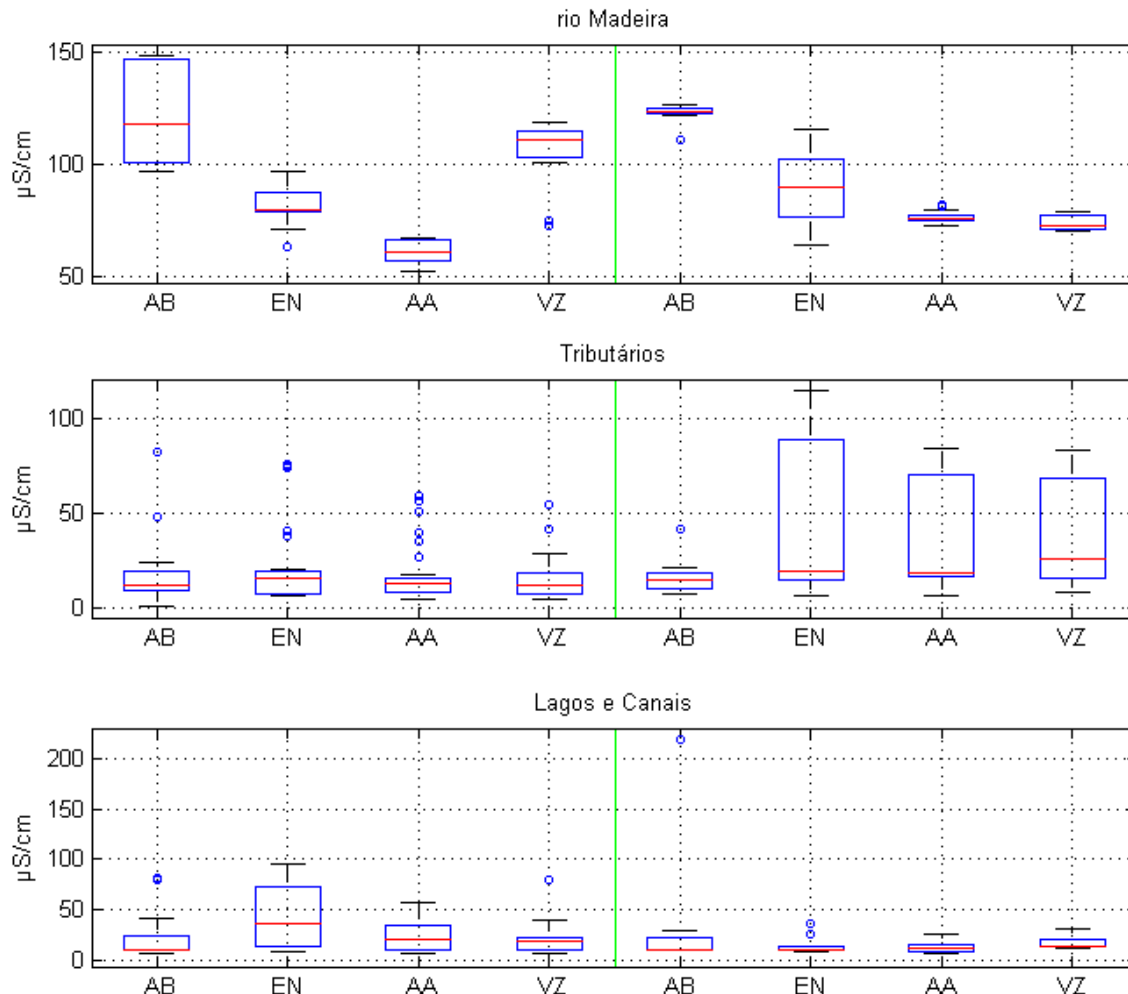 rio Madeira
150
100
50
µS/cm
AB EN AA VZ AB EN AA VZ
Tributários
100
50
0
µS/cm
AB EN AA VZ AB EN AA VZ
Lagos e Canais
200
150
100
50
0
µS/cm
AB EN AA VZ AB EN AA VZ